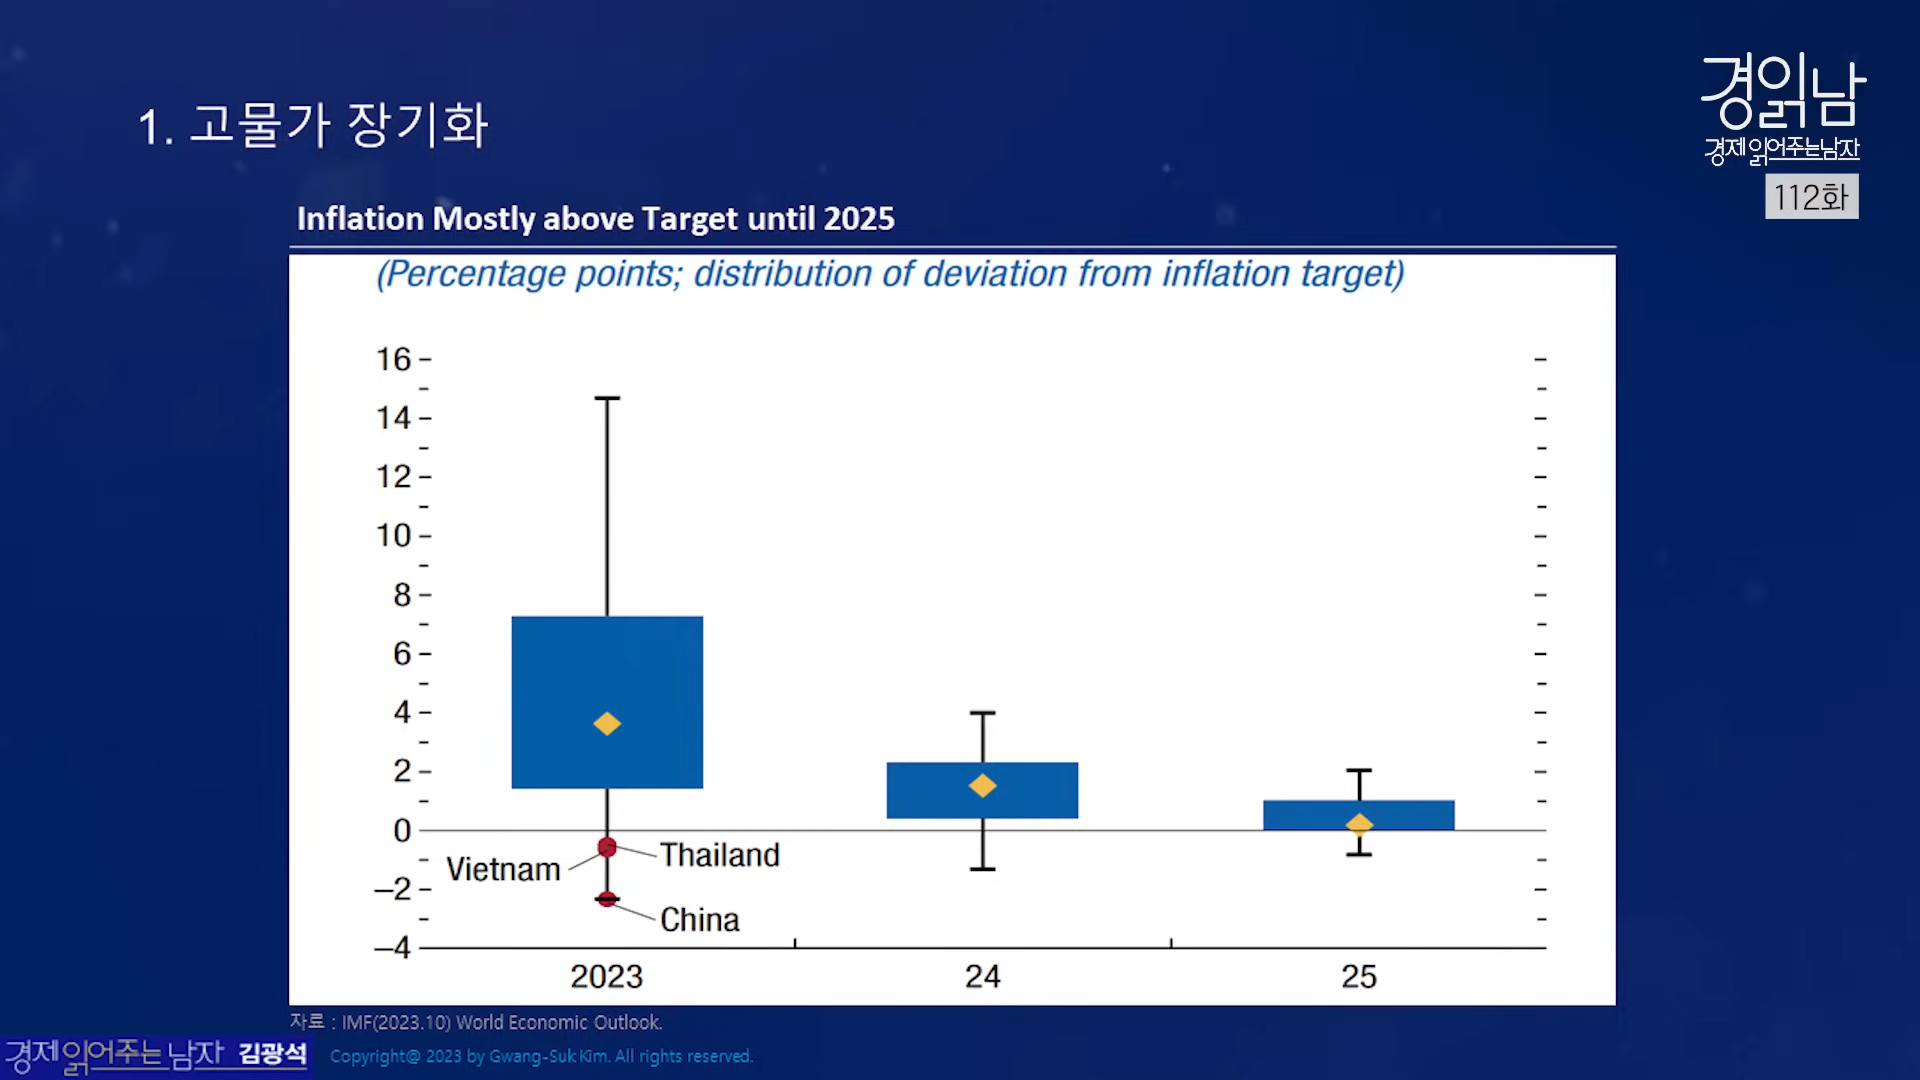 경읽남
경제 읽어주는남자
112화
1. 고물가 장기화
Inflation Mostly above Target until 2025
(Percentage points; distribution of deviation from inflation target)
16
14
12
10
8
6
4
2
0
–2
–4
Vietnam
Thailand
China
2023
24
25
자료 : IMF(2023.10) World Economic Outlook.
경제 읽어주는 남자 김광석
Copyright@ 2023 by Gwang-Suk Kim. All rights reserved.